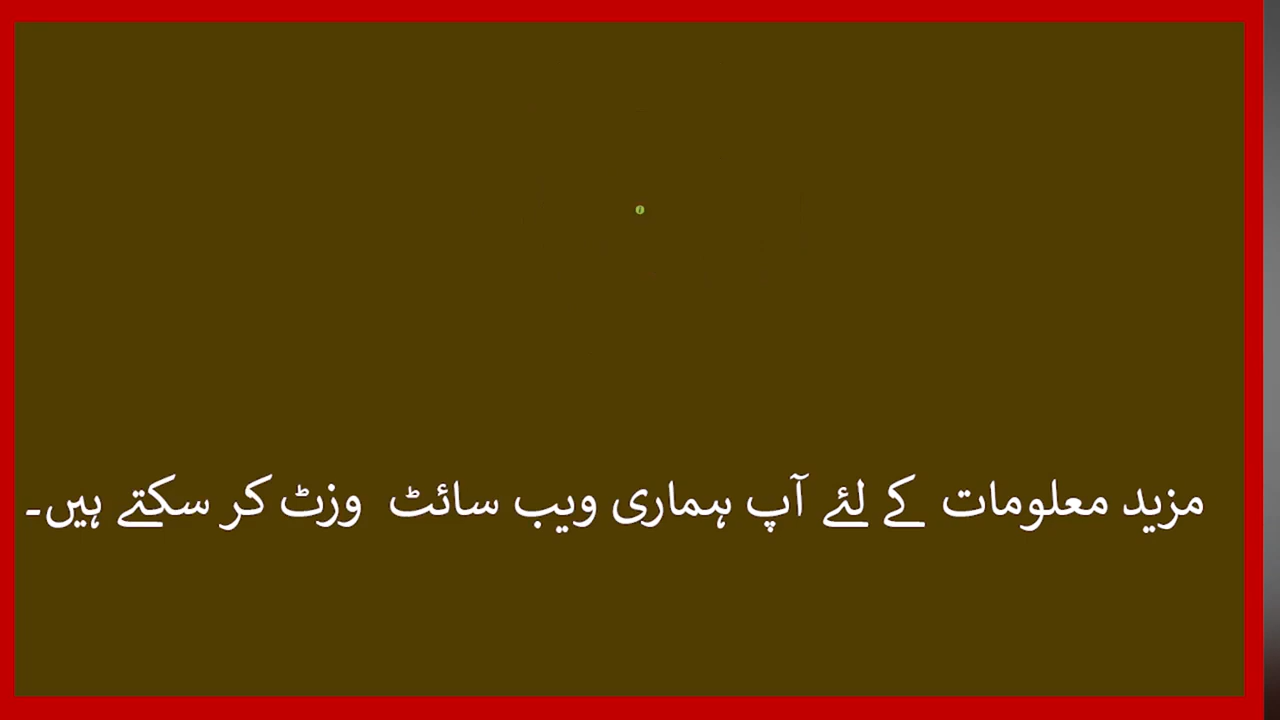 مزید معلومات کے لئے آپ ہماری ویب سائٹ وزٹ کر سکتے ہیں۔